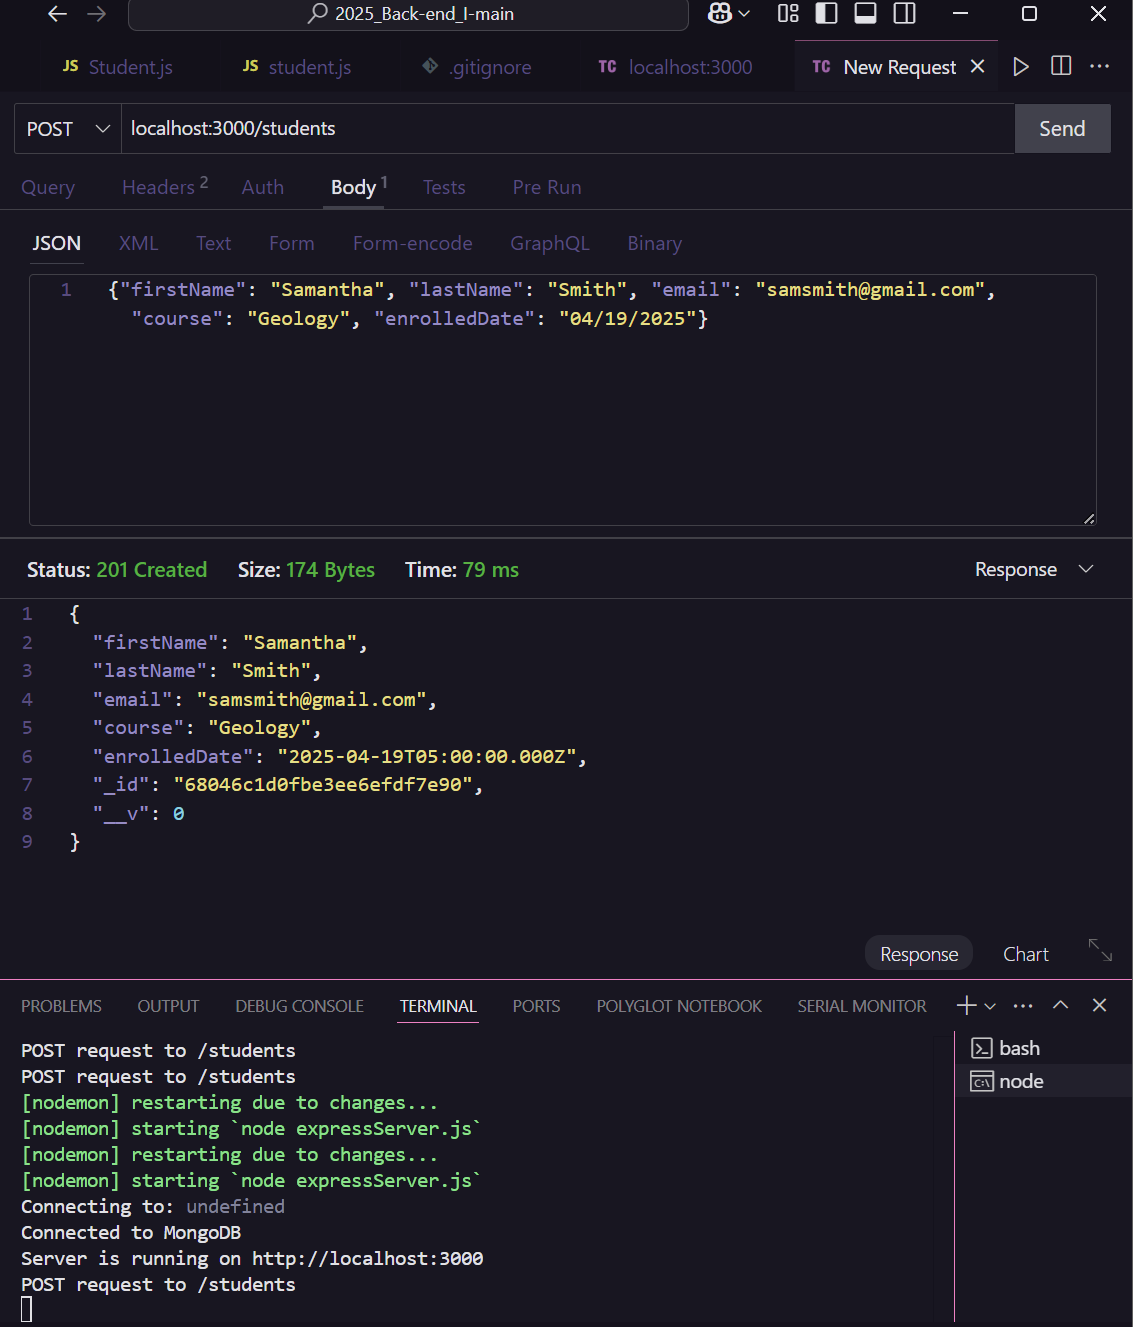 2025_Back-end_I-main
JS Student.js JS student.js .gitignore TC localhost:3000 TC New Request
POST localhost:3000/students Send
Query Headers 2 Auth Body 1 Tests Pre Run
JSON XML Text Form Form-encode GraphQL Binary
1 {"firstName": "Samantha", "lastName": "Smith", "email": "samsmith@gmail.com",
"course": "Geology", "enrolledDate": "04/19/2025"}
Status: 201 Created Size: 174 Bytes Time: 79 ms Response
1 {
2 "firstName": "Samantha",
3 "lastName": "Smith",
4 "email": "samsmith@gmail.com",
5 "course": "Geology",
6 "enrolledDate": "2025-04-19T05:00:00.000Z",
7 "_id": "68046c1d0fbe3ee6efdf7e90",
8 "__v": 0
9 }
Response Chart
PROBLEMS OUTPUT DEBUG CONSOLE TERMINAL PORTS POLYGLOT NOTEBOOK SERIAL MONITOR
POST request to /students
bash
POST request to /students
node
[nodemon] restarting due to changes...
[nodemon] starting `node expressServer.js`
[nodemon] restarting due to changes...
[nodemon] starting `node expressServer.js`
Connecting to: undefined
Connected to MongoDB
Server is running on http://localhost:3000
POST request to /students